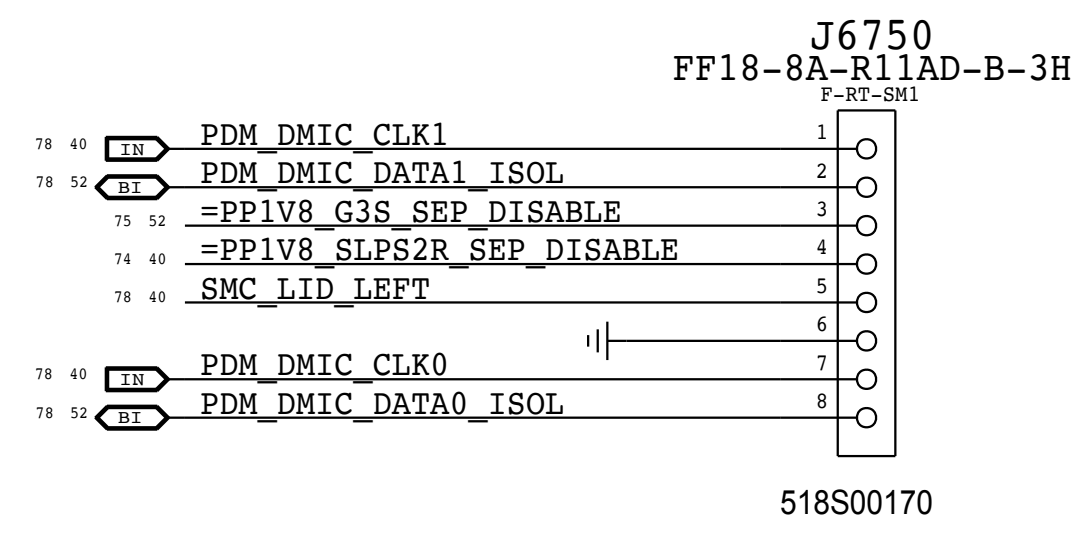 J6750
FF18-8A-R11AD-B-3H
F-RT-SM1
78 40 IN PDM_DMIC_CLK1 1
78 52 BI PDM_DMIC_DATA1_ISOL 2
75 52 =PP1V8_G3S_SEP_DISABLE 3
74 40 =PP1V8_SLPS2R_SEP_DISABLE 4
78 40 SMC_LID_LEFT 5
6
78 40 IN PDM_DMIC_CLK0 7
78 52 BI PDM_DMIC_DATA0_ISOL 8
518S00170